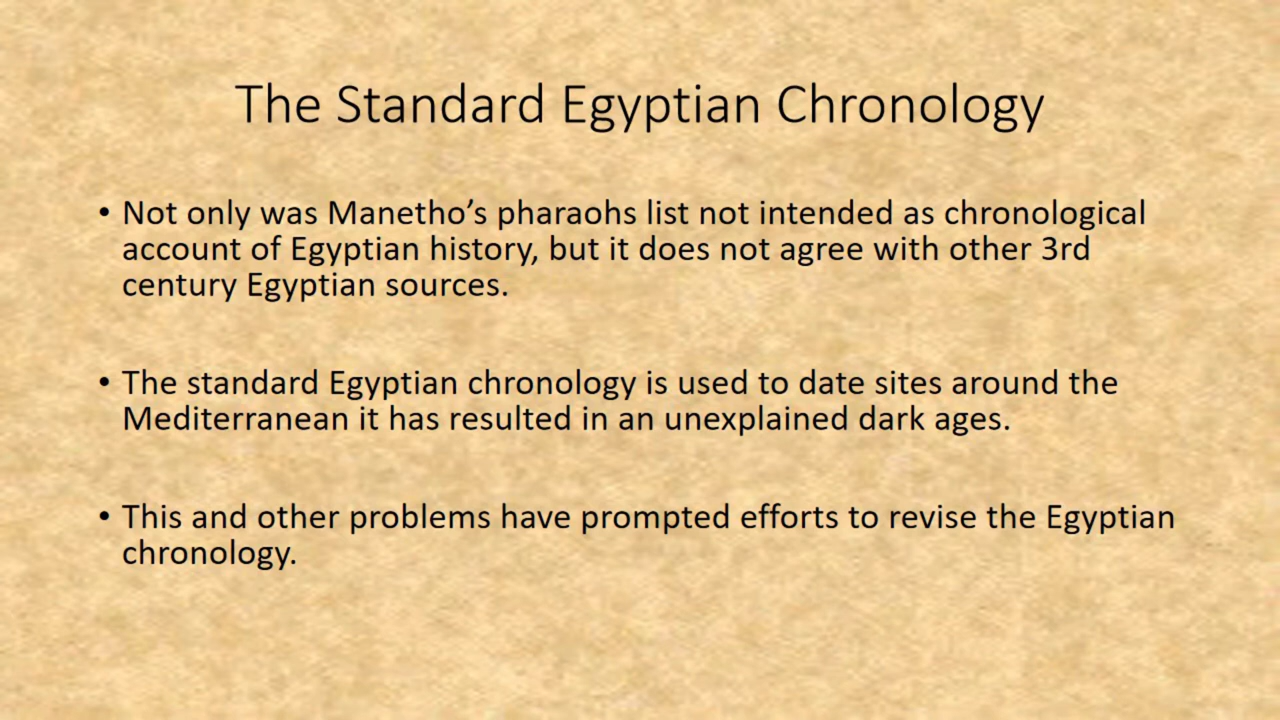 The Standard Egyptian Chronology
• Not only was Manetho’s pharaohs list not intended as chronological
account of Egyptian history, but it does not agree with other 3rd
century Egyptian sources.
• The standard Egyptian chronology is used to date sites around the
Mediterranean it has resulted in an unexplained dark ages.
• This and other problems have prompted efforts to revise the Egyptian
chronology.